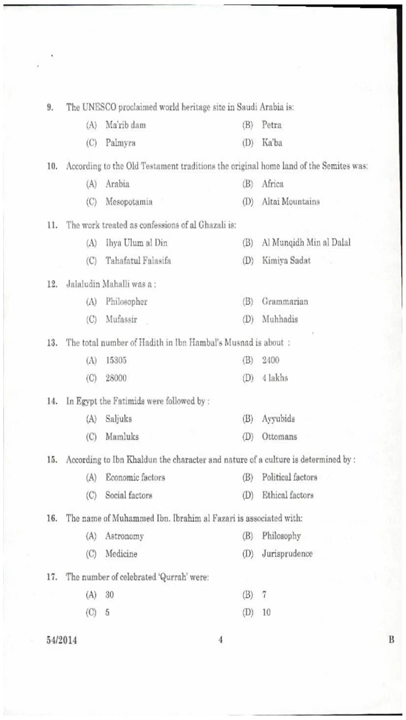 9. The UNESCO proclaimed world heritage site in Saudi Arabia is:
(A) Ma'rib dam (B) Petra
(C) Palmyra (D) Ka'ba
10. According to the Old Testament traditions the original home land of the Semites was:
(A) Arabia (B) Africa
(C) Mesopotamia (D) Altai Mountains
11. The work treated as confessions of al Ghazali is:
(A) Ihya Ulum al Din (B) Al Munqidh Min al Dalal
(C) Tahafatul Falasifa (D) Kimiya Sadat
12. Jalaludin Mahalli was a :
(A) Philosopher (B) Grammarian
(C) Mufassir (D) Muhhadis
13. The total number of Hadith in Ibn Hambal's Musnad is about :
(A) 15305 (B) 2400
(C) 28000 (D) 4 lakhs
14. In Egypt the Fatimids were followed by :
(A) Saljuks (B) Ayyubids
(C) Mamluks (D) Ottomans
15. According to Ibn Khaldun the character and nature of a culture is determined by :
(A) Economic factors (B) Political factors
(C) Social factors (D) Ethical factors
16. The name of Muhammed Ibn. Ibrahim al Fazari is associated with:
(A) Astronomy (B) Philosophy
(C) Medicine (D) Jurisprudence
17. The number of celebrated 'Qurrah' were:
(A) 30 (B) 7
(C) 5 (D) 10
54/2014 4 B